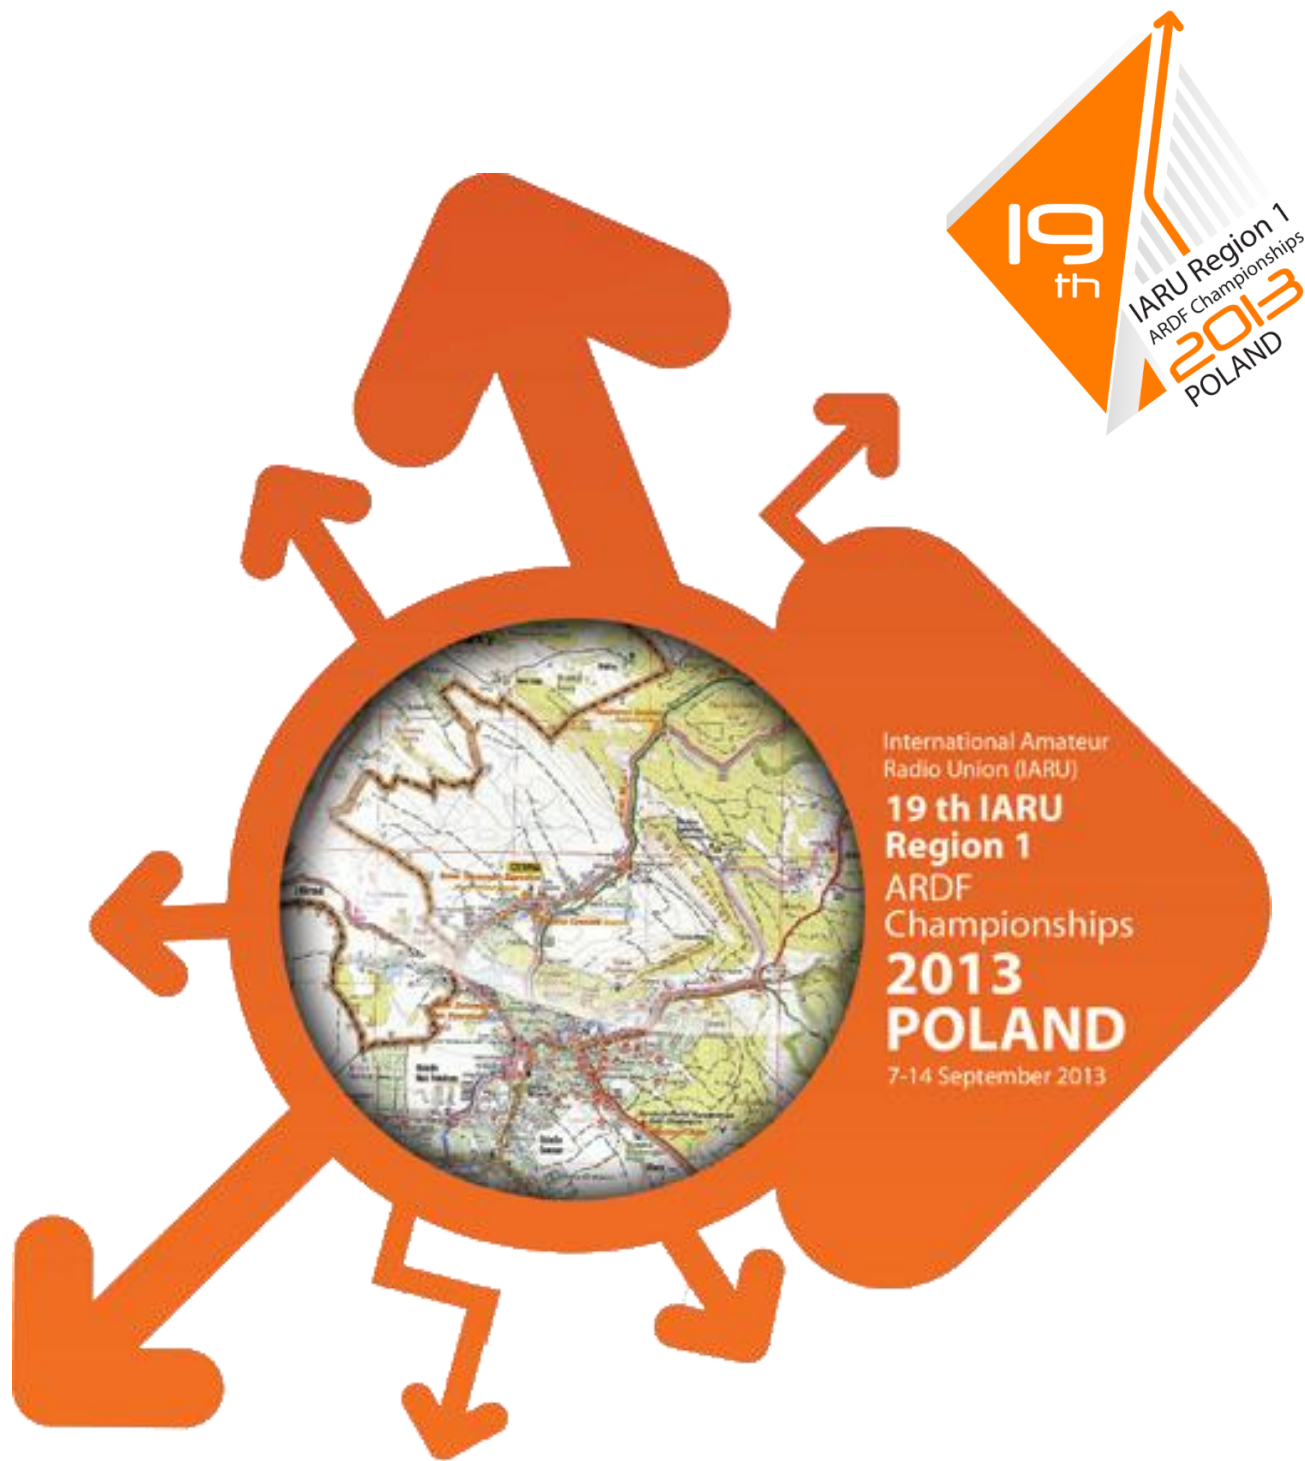 19
th
IARU Region 1
ARDF Championships
2013
POLAND
International Amateur
Radio Union (IARU)
19 th IARU
Region 1
ARDF
Championships
2013
POLAND
7-14 September 2013